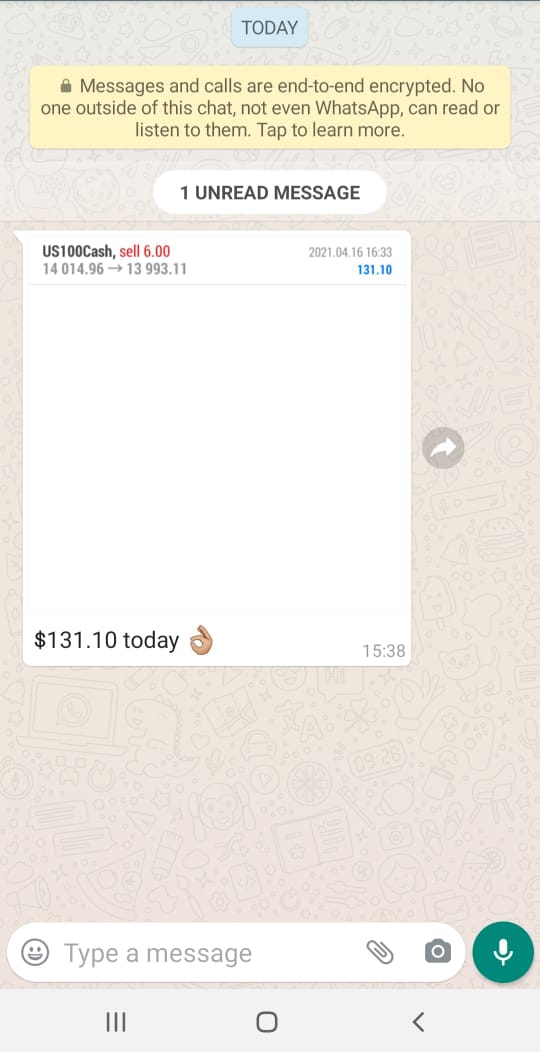 TODAY
Messages and calls are end-to-end encrypted. No
one outside of this chat, not even WhatsApp, can read or
listen to them. Tap to learn more.
1 UNREAD MESSAGE
US100Cash, sell 6.00 2021.04.16 16:33
14 014.96 → 13 993.11 131.10
$131.10 today 👌🏼
15:38
Type a message